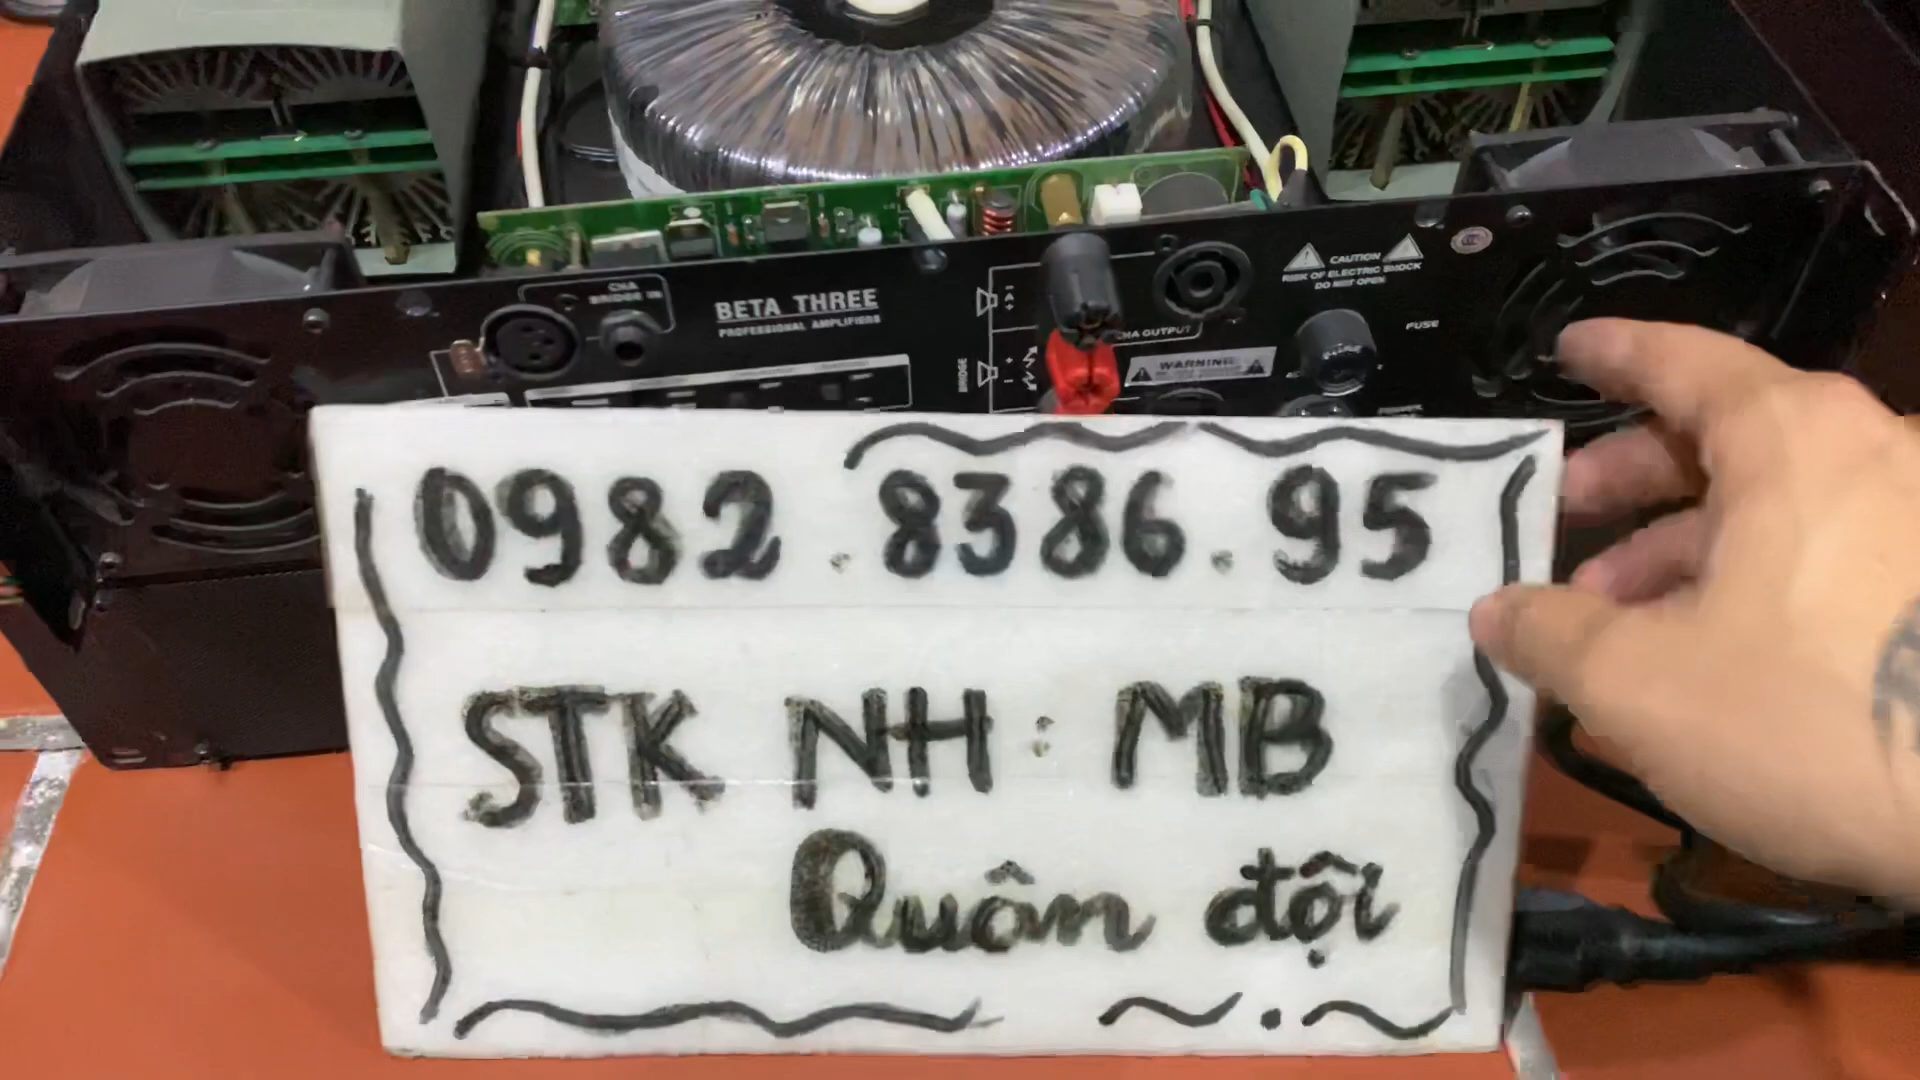 CHA
BRIDGE IN
BETA THREE
PROFESSIONAL AMPLIFIERS
A
CHA OUTPUT
BRIDGE
WARNING
CAUTION
RISK OF ELECTRIC SHOCK
DO NOT OPEN
FUSE
0982.8386.95
STK NH: MB
Quân đội